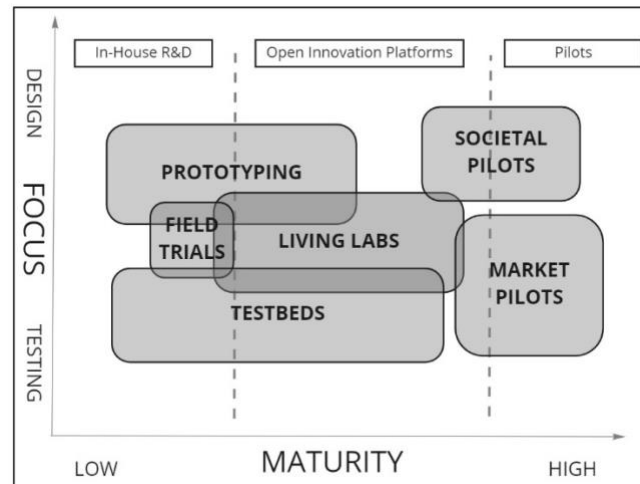 In-House R&D
Open Innovation Platforms
Pilots
DESIGN
FOCUS
TESTING
PROTOTYPING
SOCIETAL
PILOTS
FIELD
TRIALS
LIVING LABS
MARKET
PILOTS
TESTBEDS
LOW
MATURITY
HIGH